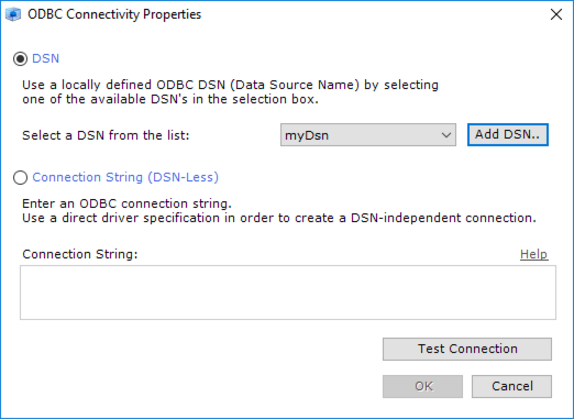 ODBC Connectivity Properties
DSN
Use a locally defined ODBC DSN (Data Source Name) by selecting
one of the available DSN's in the selection box.
Select a DSN from the list: myDsn Add DSN..
Connection String (DSN-Less)
Enter an ODBC connection string.
Use a direct driver specification in order to create a DSN-independent connection.
Connection String: Help
Test Connection
OK Cancel